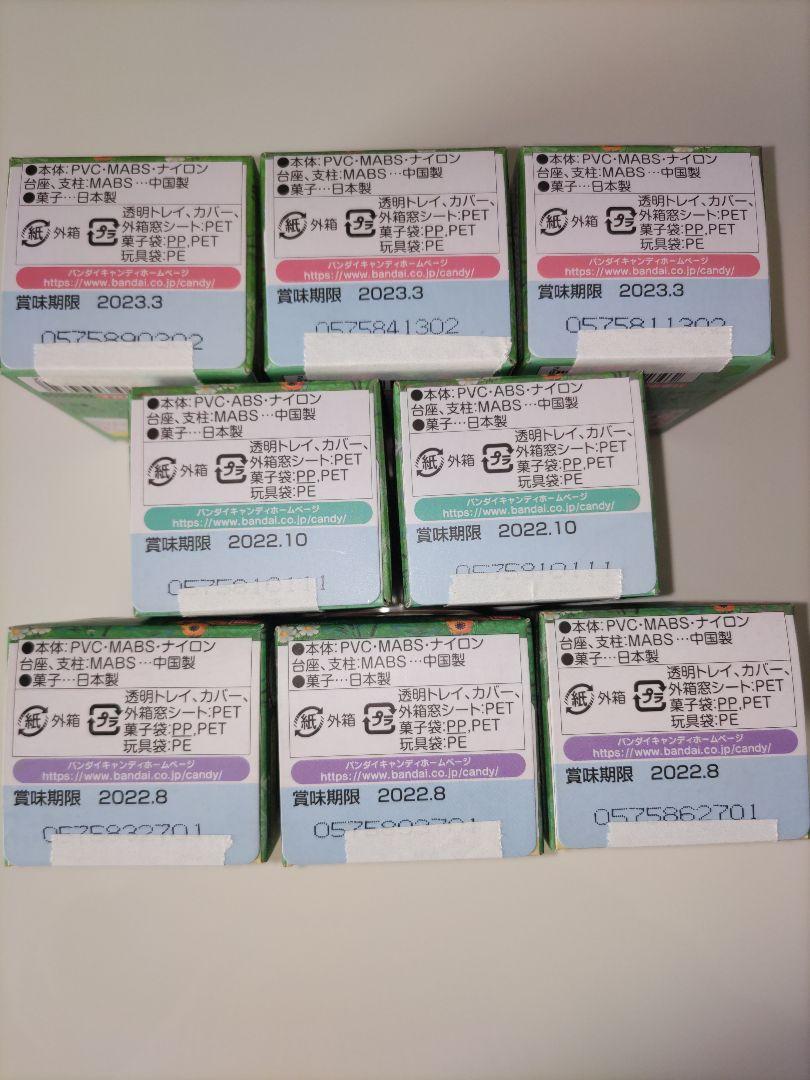 ●本体:PVC・MABS・ナイロン
台座、支柱:MABS…中国製
●菓子…日本製
紙 外箱 プラ
透明トレイ、カバー、
外箱窓シート:PET
菓子袋:PP,PET
玩具袋:PE
バンダイキャンディホームページ
https://www.bandai.co.jp/candy/
賞味期限 2023.3
0575890302
●本体:PVC・MABS・ナイロン
台座、支柱:MABS…中国製
●菓子…日本製
紙 外箱 プラ
透明トレイ、カバー、
外箱窓シート:PET
菓子袋:PP,PET
玩具袋:PE
バンダイキャンディホームページ
https://www.bandai.co.jp/candy/
賞味期限 2023.3
0575841302
●本体:PVC・MABS・ナイロン
台座、支柱:MABS…中国製
●菓子…日本製
紙 外箱 プラ
透明トレイ、カバー、
外箱窓シート:PET
菓子袋:PP,PET
玩具袋:PE
バンダイキャンディホームページ
https://www.bandai.co.jp/candy/
賞味期限 2023.3
0575811302
●本体:PVC・ABS・ナイロン
台座、支柱:MABS…中国製
●菓子…日本製
紙 外箱 プラ
透明トレイ、カバー、
外箱窓シート:PET
菓子袋:PP,PET
玩具袋:PE
バンダイキャンディホームページ
https://www.bandai.co.jp/candy/
賞味期限 2022.10
●本体:PVC・ABS・ナイロン
台座、支柱:MABS…中国製
●菓子…日本製
紙 外箱 プラ
透明トレイ、カバー、
外箱窓シート:PET
菓子袋:PP,PET
玩具袋:PE
バンダイキャンディホームページ
https://www.bandai.co.jp/candy/
賞味期限 2022.10
●本体:PVC・MABS・ナイロン
台座、支柱:MABS…中国製
●菓子…日本製
紙 外箱 プラ
透明トレイ、カバー、
外箱窓シート:PET
菓子袋:PP,PET
玩具袋:PE
バンダイキャンディホームページ
https://www.bandai.co.jp/candy/
賞味期限 2022.8
0575832701
●本体:PVC・MABS・ナイロン
台座、支柱:MABS…中国製
●菓子…日本製
紙 外箱 プラ
透明トレイ、カバー、
外箱窓シート:PET
菓子袋:PP,PET
玩具袋:PE
バンダイキャンディホームページ
https://www.bandai.co.jp/candy/
賞味期限 2022.8
●本体:PVC・MABS・ナイロン
台座、支柱:MABS…中国製
●菓子…日本製
紙 外箱 プラ
透明トレイ、カバー、
外箱窓シート:PET
菓子袋:PP,PET
玩具袋:PE
バンダイキャンディホームページ
https://www.bandai.co.jp/candy/
賞味期限 2022.8
0575862701